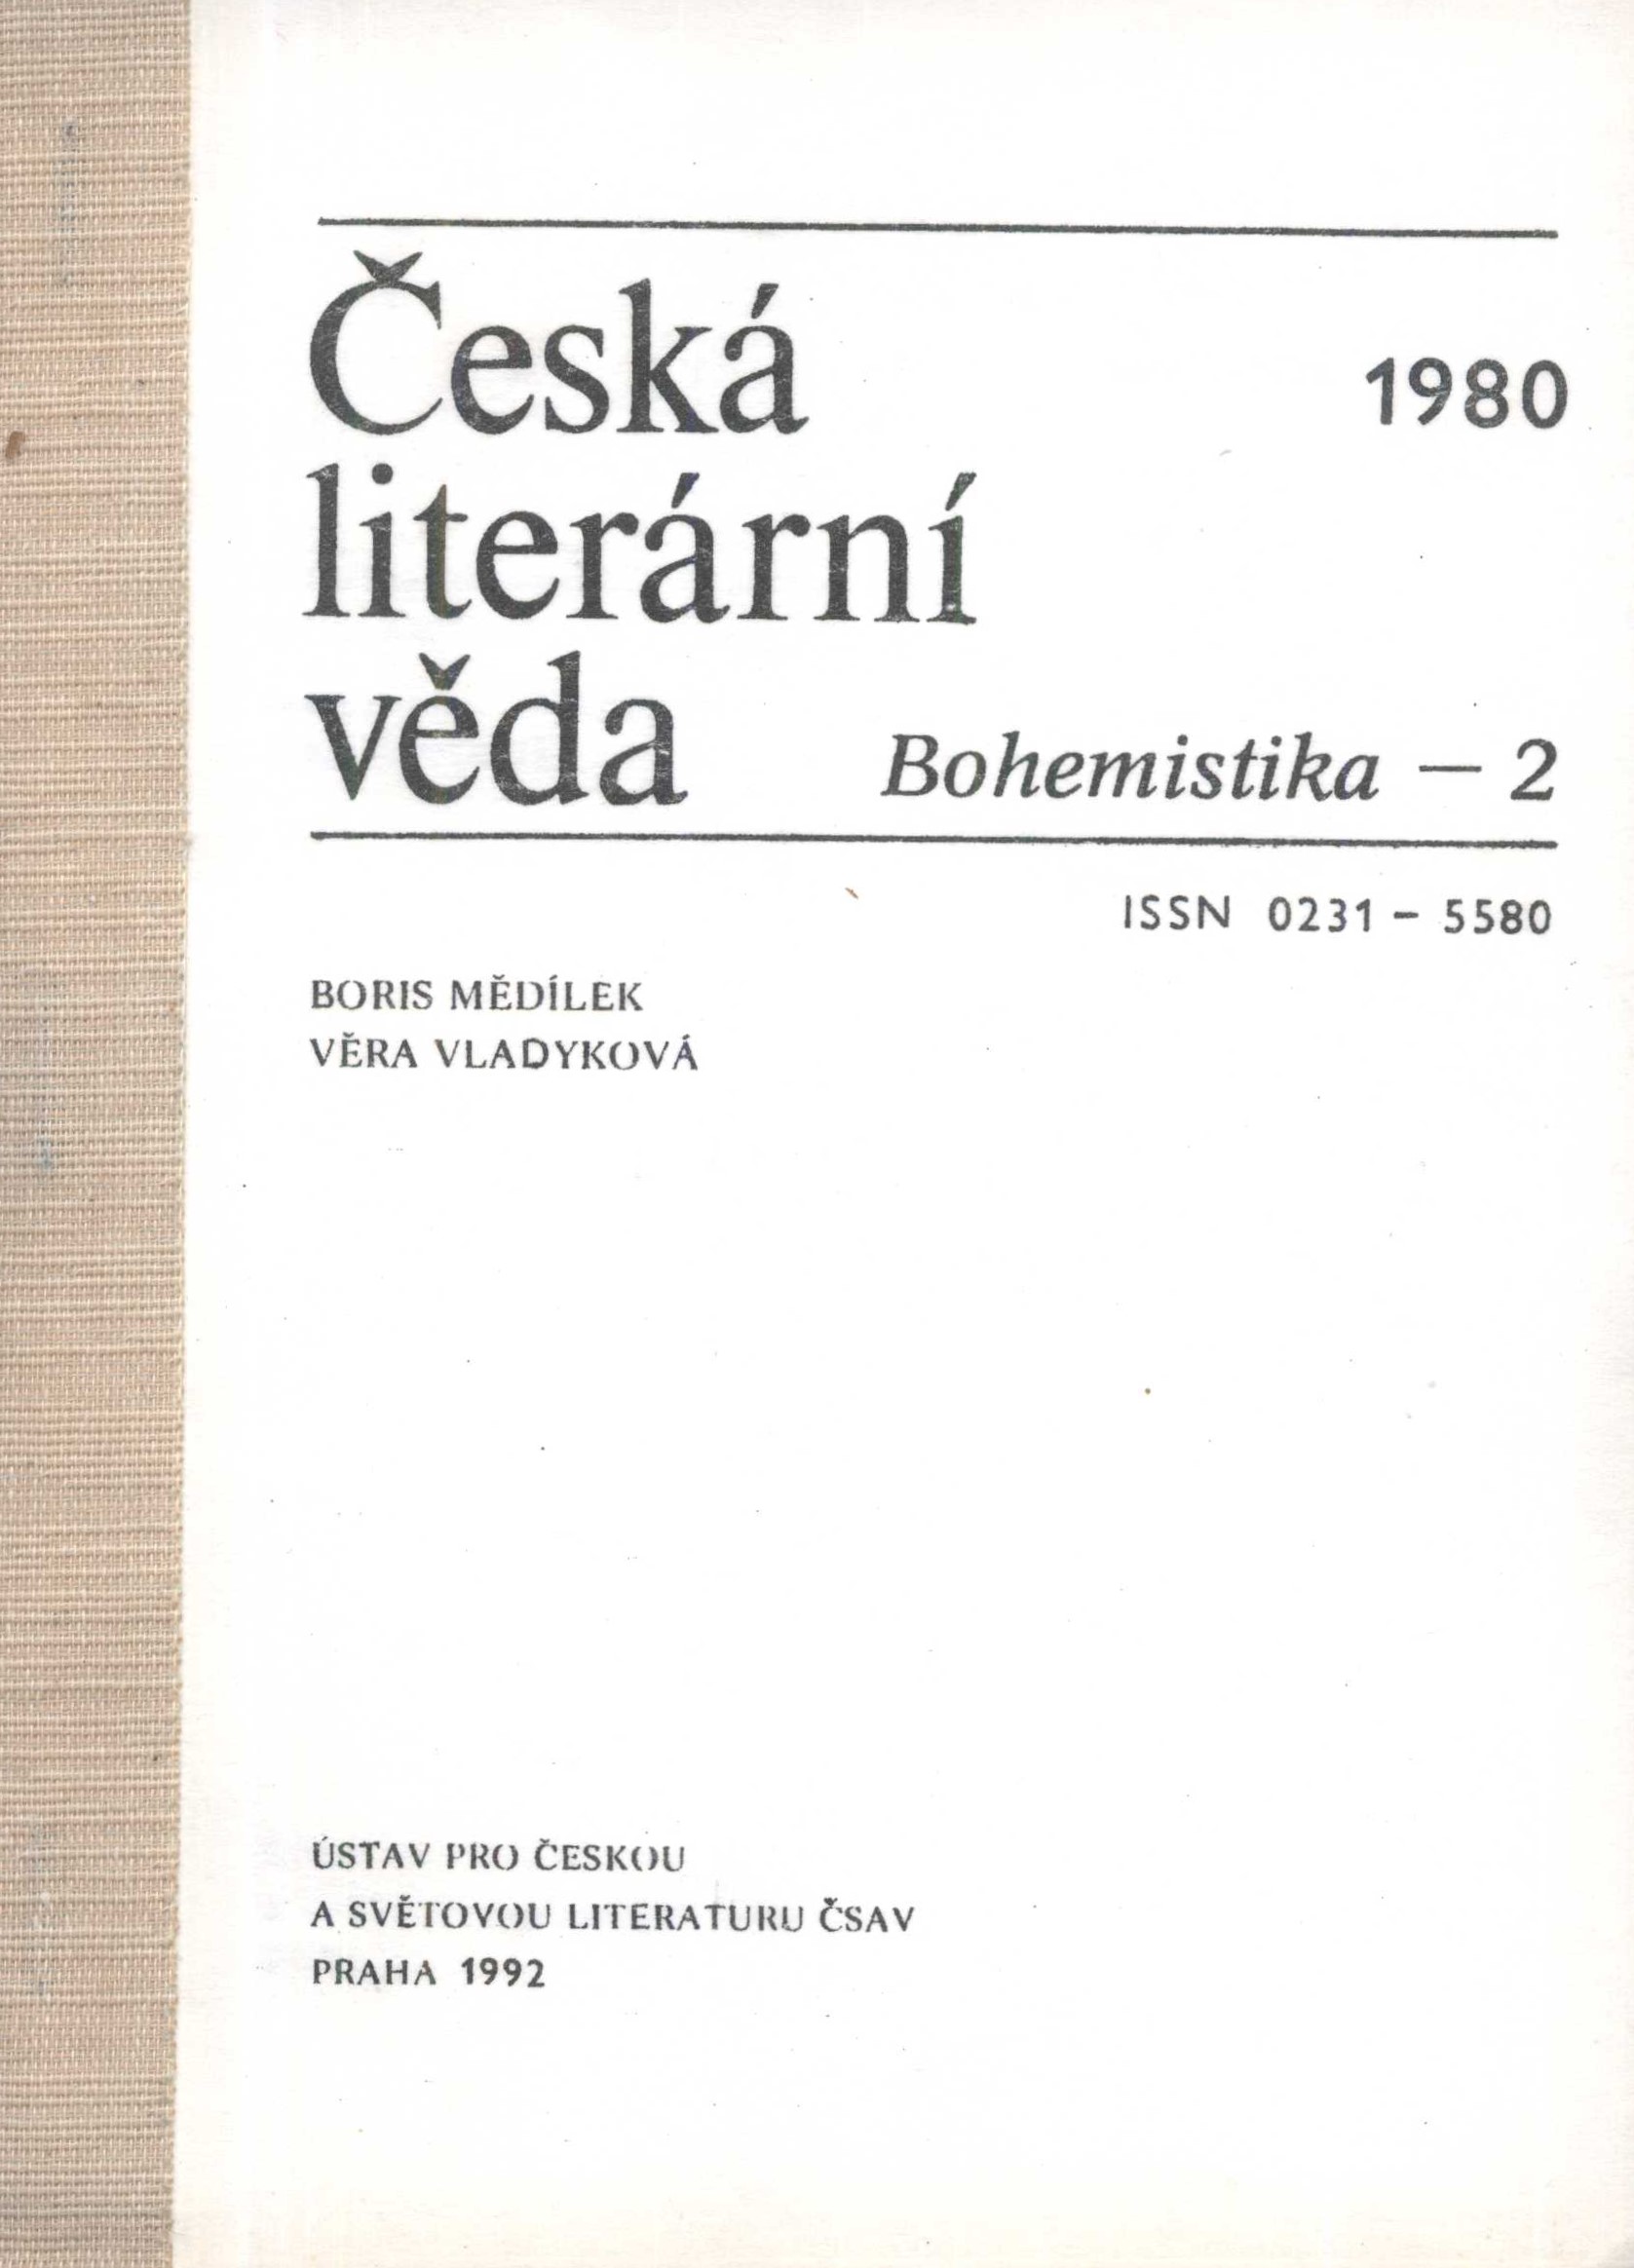 Česká
1980
literární
věda
Bohemistika – 2
ISSN 0231 – 5580
BORIS MĚDÍLEK
VĚRA VLADYKOVÁ
ÚSTAV PRO ČESKOU
A SVĚTOVOU LITERATURU ČSAV
PRAHA 1992